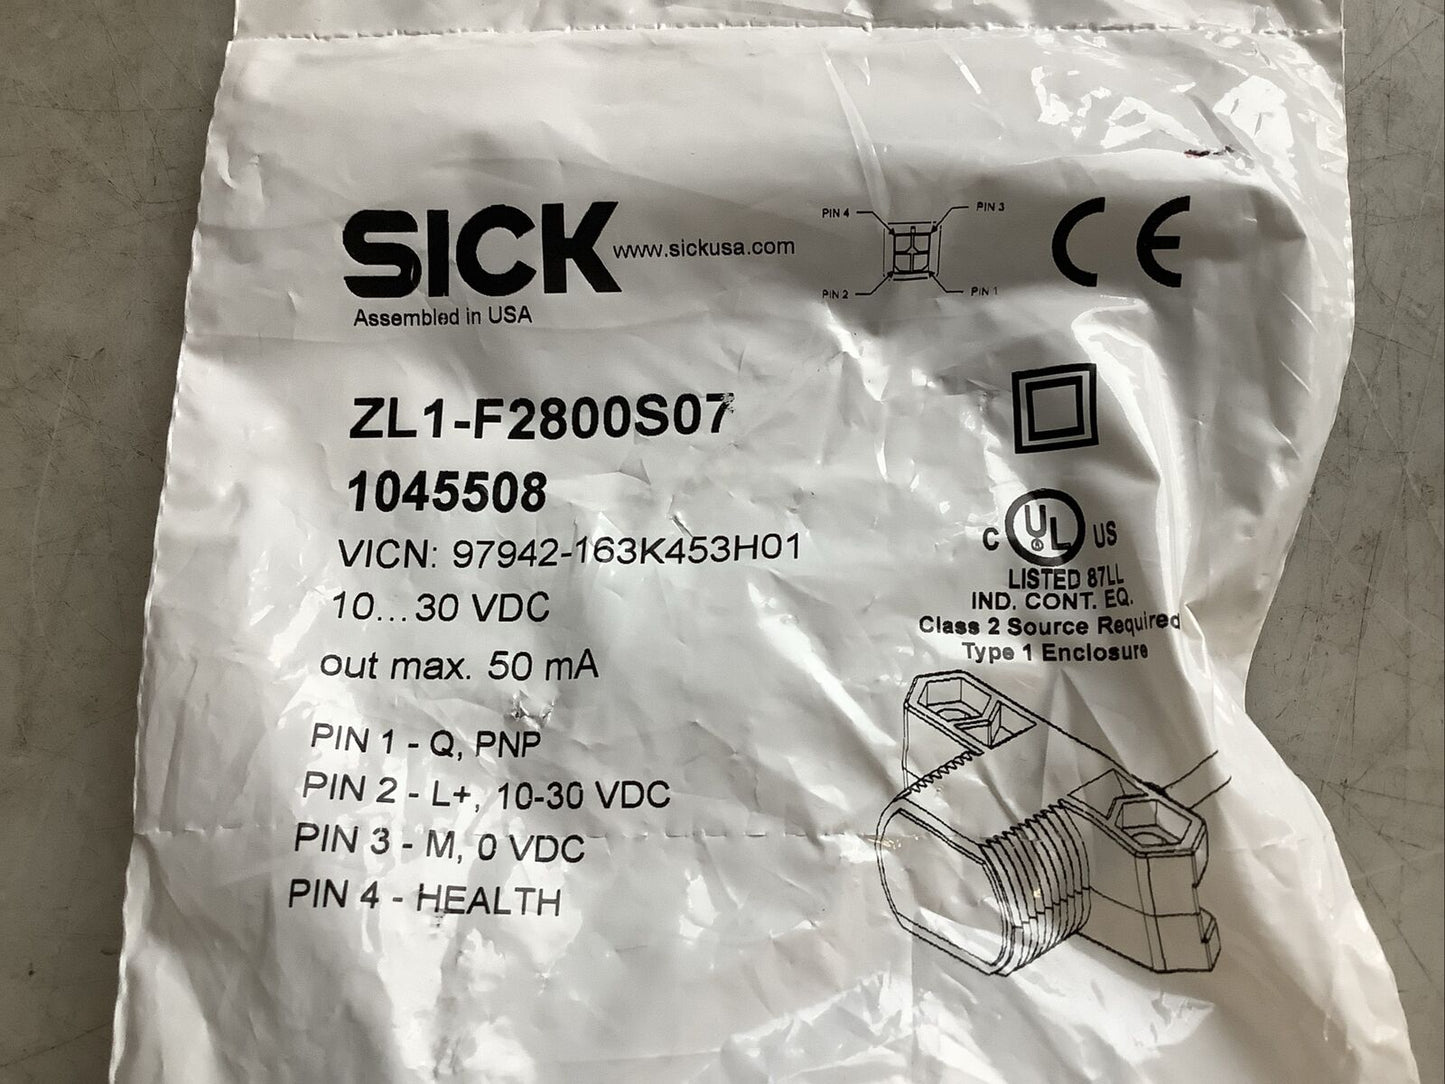 SICK www.sickusa.com
Assembled in USA
PIN 4 PIN 3
PIN 2 PIN 1
CE
ZL1-F2800S07
1045508
VICN: 97942-163K453H01
10...30 VDC
out max. 50 mA
C UL US
LISTED 87LL
IND. CONT. EQ.
Class 2 Source Required
Type 1 Enclosure
PIN 1 - Q, PNP
PIN 2 - L+, 10-30 VDC
PIN 3 - M, 0 VDC
PIN 4 - HEALTH